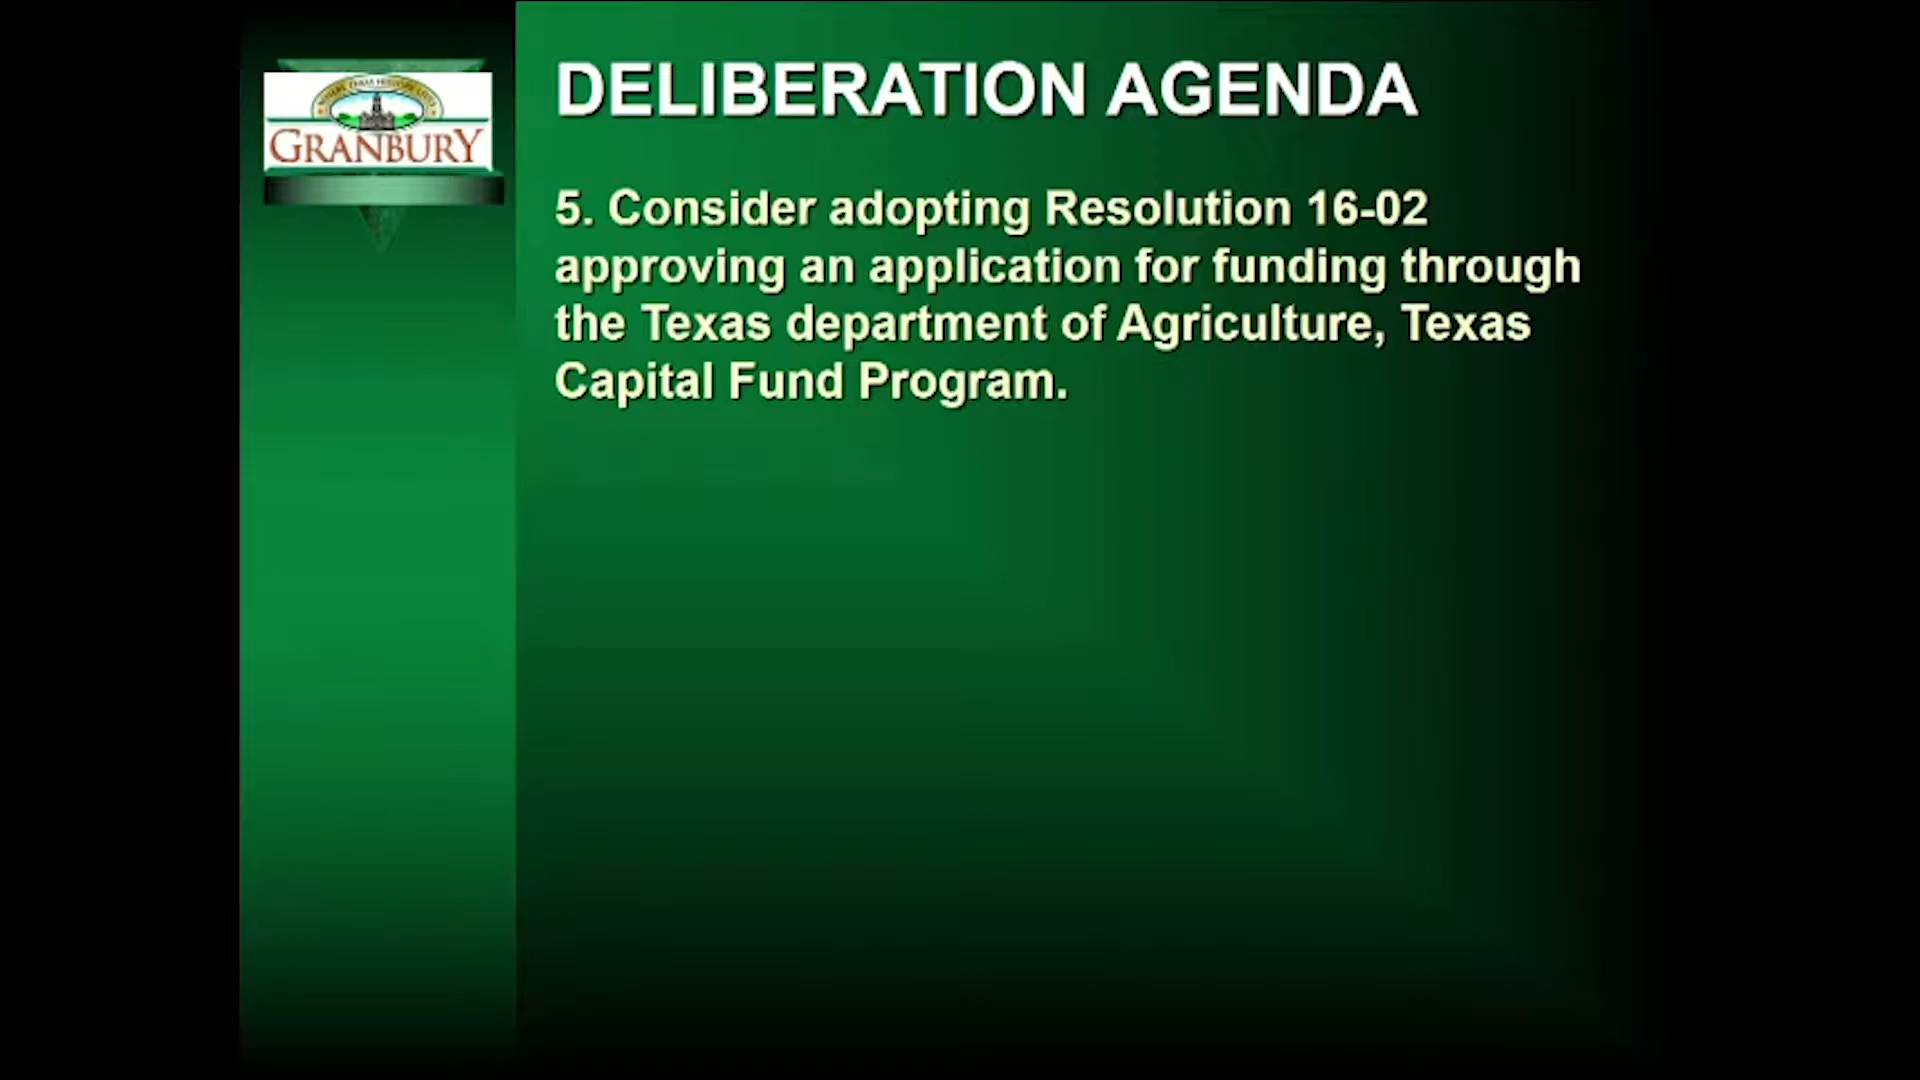 GRANBURY
DELIBERATION AGENDA
5. Consider adopting Resolution 16-02
approving an application for funding through
the Texas department of Agriculture, Texas
Capital Fund Program.